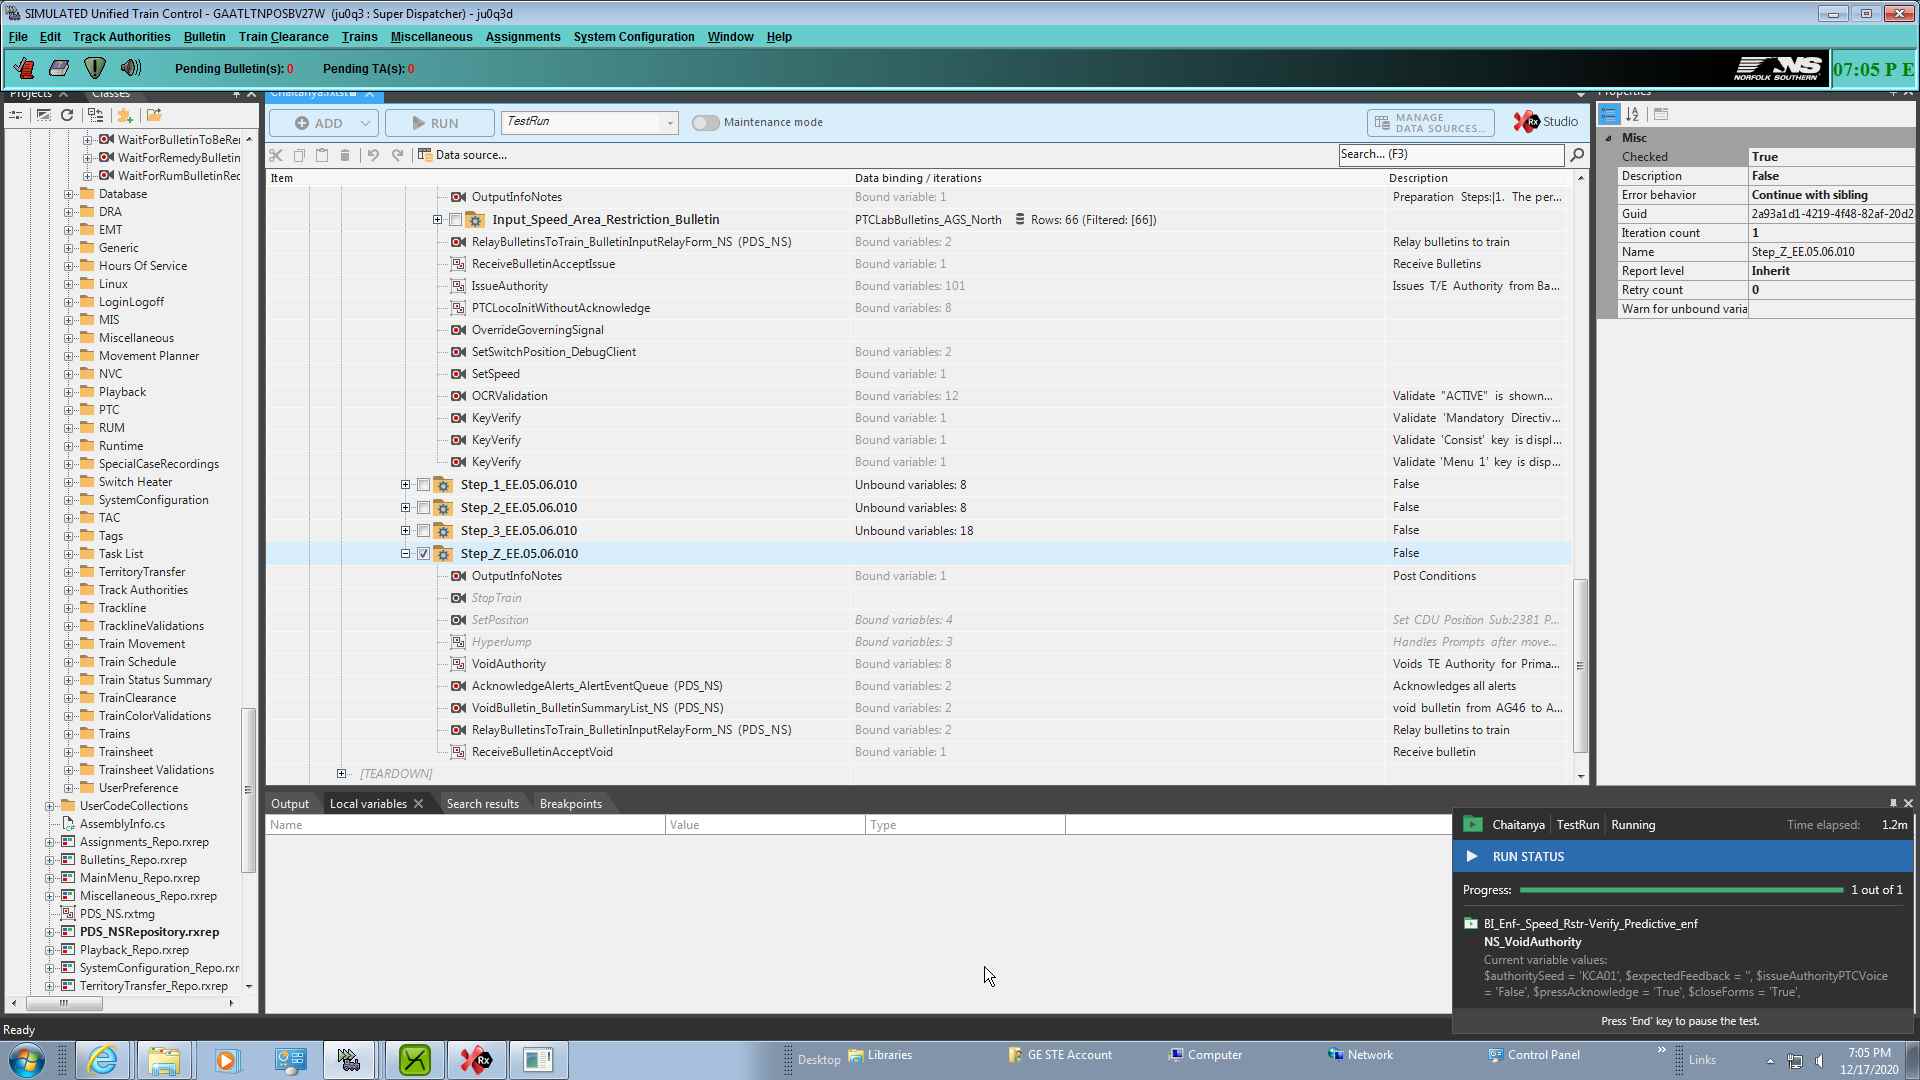 SIMULATED Unified Train Control - GAATLTNPOSBV27W (ju0q3 : Super Dispatcher) - ju0q3d
File Edit Track Authorities Bulletin Train Clearance Trains Miscellaneous Assignments System Configuration Window Help
Pending Bulletin(s): 0 Pending TA(s): 0
NS
NORFOLK SOUTHERN
07:05 P E
Projects Classes
Chaitanya.rxtst
Properties
ADD
RUN
TestRun
Maintenance mode
MANAGE
DATA SOURCES...
Rx Studio
Data source...
Search... (F3)
Item Data binding / iterations Description
WaitForBulletinToBeRe
WaitForRemedyBulletin
WaitForRumBulletinRec
Database
DRA
EMT
Generic
Hours Of Service
Linux
LoginLogoff
MIS
Miscellaneous
Movement Planner
NVC
Playback
PTC
RUM
Runtime
SpecialCaseRecordings
Switch Heater
SystemConfiguration
TAC
Tags
Task List
TerritoryTransfer
Track Authorities
Trackline
TracklineValidations
Train Movement
Train Schedule
Train Status Summary
TrainClearance
TrainColorValidations
Trains
Trainsheet
Trainsheet Validations
UserPreference
UserCodeCollections
AssemblyInfo.cs
Assignments_Repo.rxrep
Bulletins_Repo.rxrep
MainMenu_Repo.rxrep
Miscellaneous_Repo.rxrep
PDS_NS.rxtmg
PDS_NSRepository.rxrep
Playback_Repo.rxrep
SystemConfiguration_Repo.rxr
TerritoryTransfer_Repo.rxrep
OutputInfoNotes Bound variable: 1 Preparation Steps:|1. The per...
Input_Speed_Area_Restriction_Bulletin PTCLabBulletins_AGS_North Rows: 66 (Filtered: [66])
RelayBulletinsToTrain_BulletinInputRelayForm_NS (PDS_NS) Bound variables: 2 Relay bulletins to train
ReceiveBulletinAcceptIssue Bound variable: 1 Receive Bulletins
IssueAuthority Bound variables: 101 Issues T/E Authority from Ba...
PTCLocoInitWithoutAcknowledge Bound variables: 8
OverrideGoverningSignal
SetSwitchPosition_DebugClient Bound variables: 2
SetSpeed Bound variable: 1
OCRValidation Bound variables: 12 Validate "ACTIVE" is shown...
KeyVerify Bound variable: 1 Validate 'Mandatory Directiv...
KeyVerify Bound variable: 1 Validate 'Consist' key is displ...
KeyVerify Bound variable: 1 Validate 'Menu 1' key is disp...
Step_1_EE.05.06.010 Unbound variables: 8 False
Step_2_EE.05.06.010 Unbound variables: 8 False
Step_3_EE.05.06.010 Unbound variables: 18 False
Step_Z_EE.05.06.010 False
OutputInfoNotes Bound variable: 1 Post Conditions
StopTrain
SetPosition Bound variables: 4 Set CDU Position Sub:2381 P...
HyperJump Bound variables: 3 Handles Prompts after move...
VoidAuthority Bound variables: 8 Voids TE Authority for Prima...
AcknowledgeAlerts_AlertEventQueue (PDS_NS) Bound variables: 2 Acknowledges all alerts
VoidBulletin_BulletinSummaryList_NS (PDS_NS) Bound variables: 2 void bulletin from AG46 to A...
RelayBulletinsToTrain_BulletinInputRelayForm_NS (PDS_NS) Bound variables: 2 Relay bulletins to train
ReceiveBulletinAcceptVoid Bound variable: 1 Receive bulletin
[TEARDOWN]
Misc
Checked True
Description False
Error behavior Continue with sibling
Guid 2a93a1d1-4219-4f48-82af-20d2
Iteration count 1
Name Step_Z_EE.05.06.010
Report level Inherit
Retry count 0
Warn for unbound varia
Output Local variables Search results Breakpoints
Name Value Type
Chaitanya TestRun Running Time elapsed: 1.2m
RUN STATUS
Progress: 1 out of 1
BI_Enf-_Speed_Rstr-Verify_Predictive_enf
NS_VoidAuthority
Current variable values:
$authoritySeed = 'KCA01', $expectedFeedback = '', $issueAuthorityPTCVoice
= 'False', $pressAcknowledge = 'True', $closeForms = 'True',
Press 'End' key to pause the test.
Ready
Rx
Desktop Libraries GE STE Account Computer Network Control Panel » Links
7:05 PM
12/17/2020